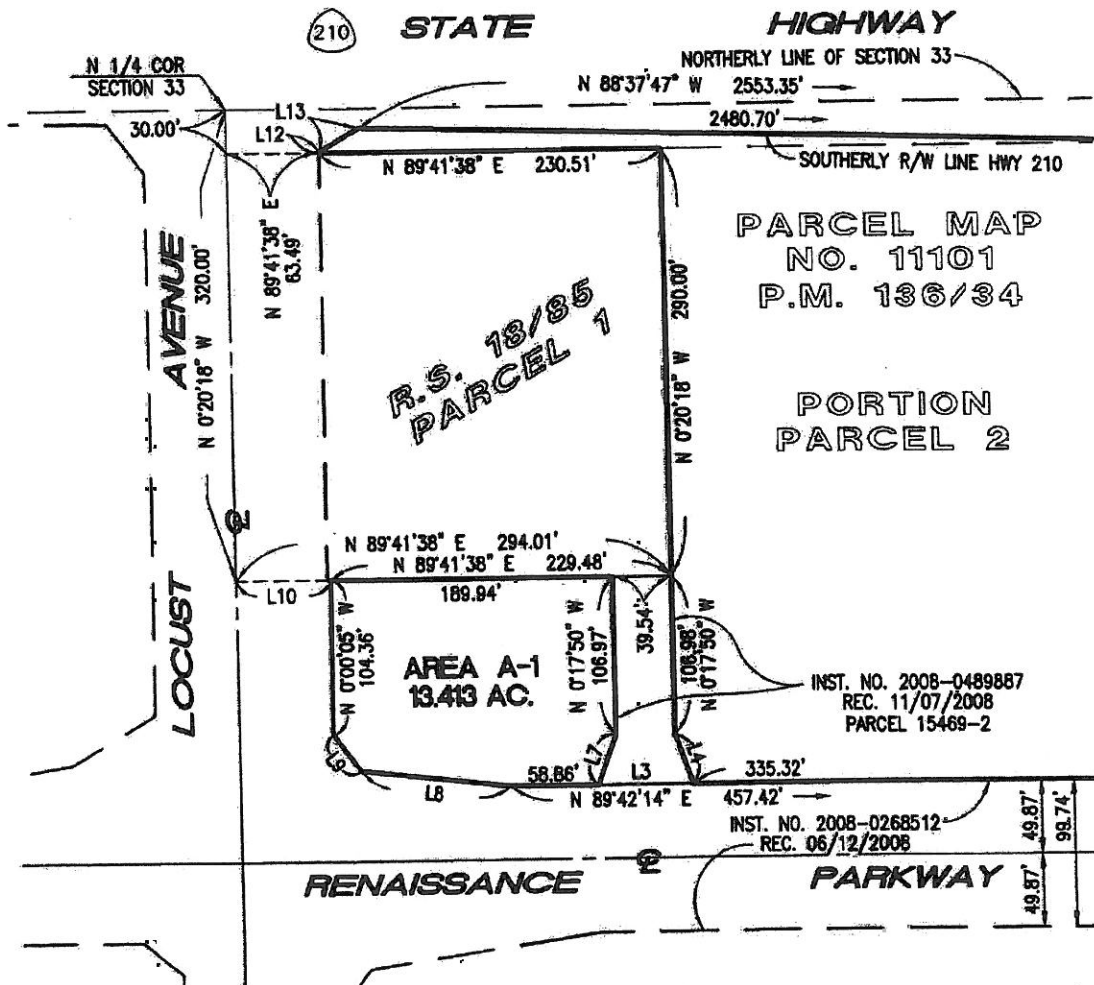 210 STATE HIGHWAY
N 1/4 COR
SECTION 33
NORTHERLY LINE OF SECTION 33
N 88°37'47" W 2553.35'
30.00'
L13
L12
2480.70'
N 89°41'38" E 230.51'
SOUTHERLY R/W LINE HWY 210
N 89°41'38" E
63.49'
AVENUE
N 0°20'18" W 320.00'
PARCEL MAP
NO. 11101
P.M. 136/34
290.00'
N 0°20'18" W
R.S. 18/85
PARCEL 1
PORTION
PARCEL 2
N 89°41'38" E 294.01'
N 89°41'38" E 229.48'
L10
189.94'
39.54'
LOCUST
N 0°00'05" W
104.36'
AREA A-1
13.413 AC.
N 0°17'50" W
106.97'
106.98'
N 0°17'50" W
INST. NO. 2008-0489887
REC. 11/07/2008
PARCEL 15469-2
L9
L8
58.86'
L7
L3
L4
335.32'
N 89°42'14" E 457.42'
INST. NO. 2008-0268512
REC. 06/12/2008
49.87'
99.74'
49.87'
RENAISSANCE PARKWAY